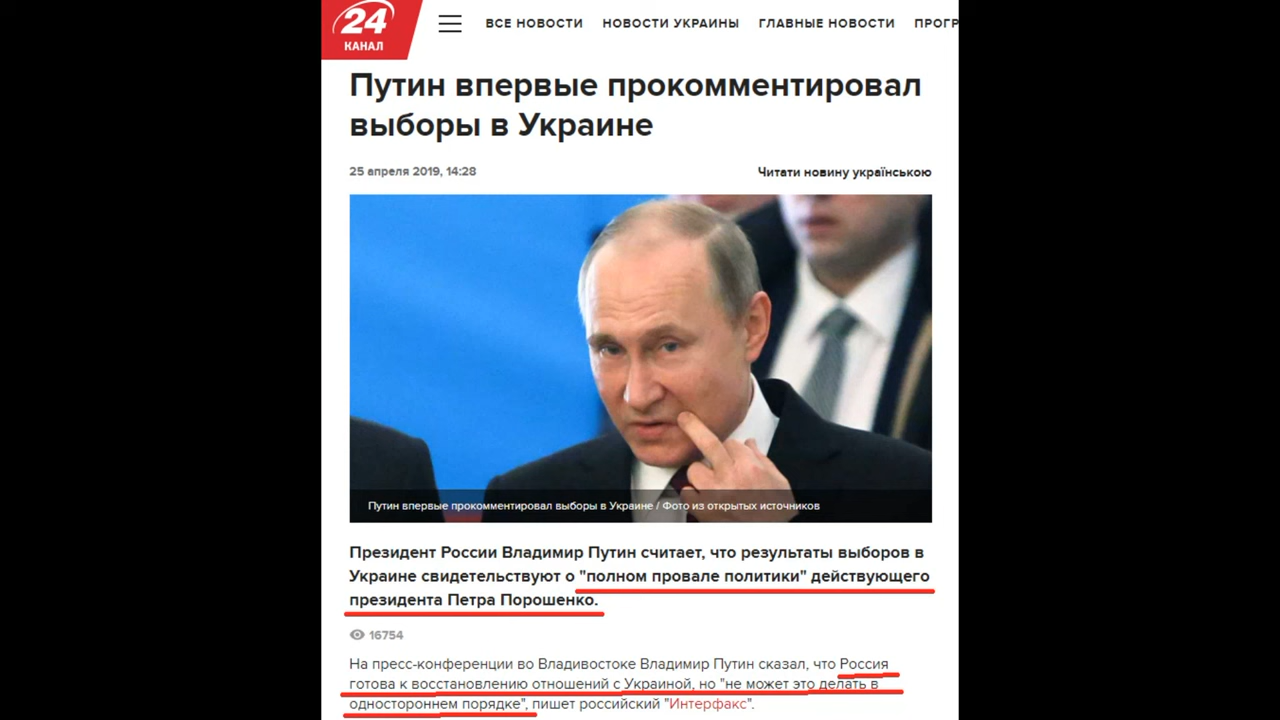 24
КАНАЛ
ВСЕ НОВОСТИ НОВОСТИ УКРАИНЫ ГЛАВНЫЕ НОВОСТИ ПРОГР
Путин впервые прокомментировал
выборы в Украине
25 апреля 2019, 14:28
Читати новину українською
Путин впервые прокомментировал выборы в Украине / Фото из открытых источников
Президент России Владимир Путин считает, что результаты выборов в
Украине свидетельствуют о "полном провале политики" действующего
президента Петра Порошенко.
16754
На пресс-конференции во Владивостоке Владимир Путин сказал, что Россия
готова к восстановлению отношений с Украиной, но "не может это делать в
одностороннем порядке", пишет российский "Интерфакс".